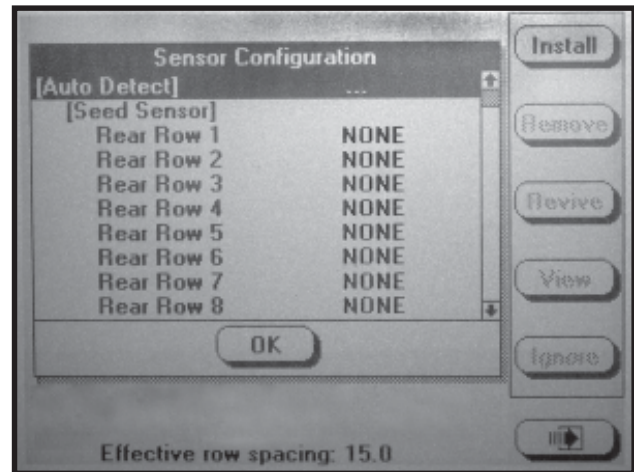 Sensor Configuration
[Auto Detect] ...
[Seed Sensor]
Rear Row 1 NONE
Rear Row 2 NONE
Rear Row 3 NONE
Rear Row 4 NONE
Rear Row 5 NONE
Rear Row 6 NONE
Rear Row 7 NONE
Rear Row 8 NONE
OK
Effective row spacing: 15.0
Install
Remove
Revive
View
Ignore